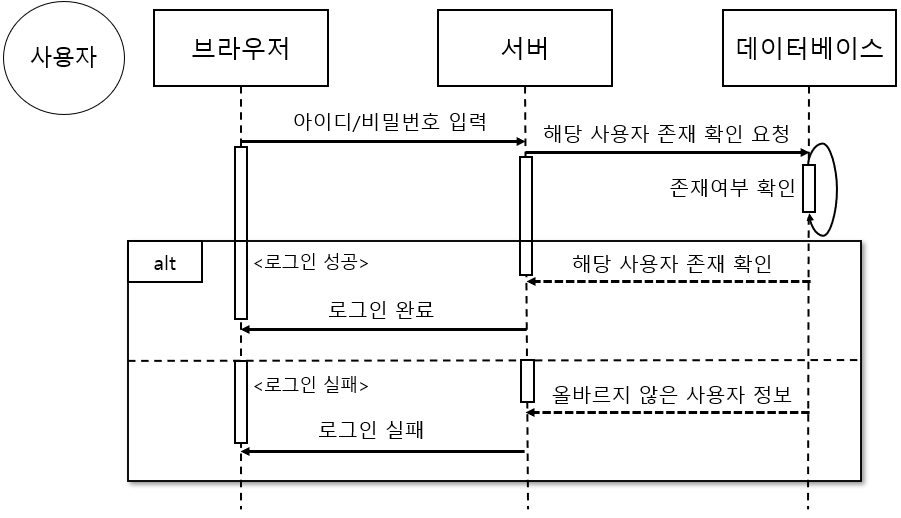 사용자
브라우저
서버
데이터베이스
아이디/비밀번호 입력
해당 사용자 존재 확인 요청
존재여부 확인
alt
<로그인 성공>
해당 사용자 존재 확인
로그인 완료
<로그인 실패>
올바르지 않은 사용자 정보
로그인 실패